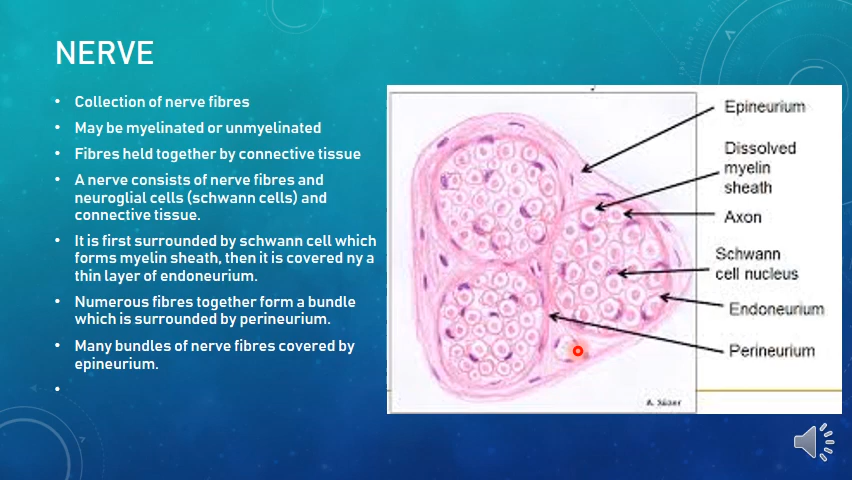 NERVE
• Collection of nerve fibres
• May be myelinated or unmyelinated
• Fibres held together by connective tissue
• A nerve consists of nerve fibres and
neuroglial cells (schwann cells) and
connective tissue.
• It is first surrounded by schwann cell which
forms myelin sheath, then it is covered ny a
thin layer of endoneurium.
• Numerous fibres together form a bundle
which is surrounded by perineurium.
• Many bundles of nerve fibres covered by
epineurium.
•
Epineurium
Dissolved
myelin
sheath
Axon
Schwann
cell nucleus
Endoneurium
Perineurium